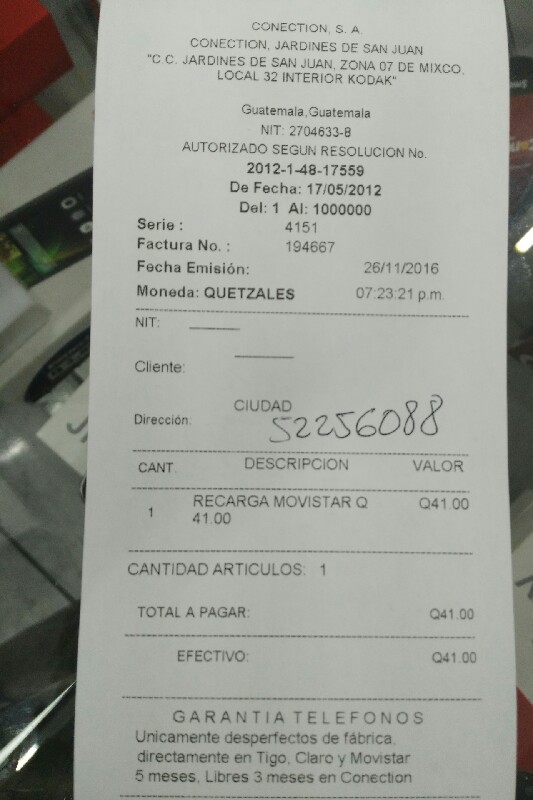 CONECTION, S. A
CONECTION, JARDINES DE SAN JUAN
"C.C. JARDINES DE SAN JUAN, ZONA 07 DE MIXCO,
LOCAL 32 INTERIOR KODAK"
Guatemala,Guatemala
NIT: 2704633-8
AUTORIZADO SEGUN RESOLUCION No.
2012-1-48-17559
De Fecha: 17/05/2012
Del: 1 Al: 1000000
Serie : 4151
Factura No. : 194667
Fecha Emisión: 26/11/2016
Moneda: QUETZALES 07:23:21 p.m.
NIT:
Cliente:
Dirección: CIUDAD
52256088
CANT. DESCRIPCION VALOR
1 RECARGA MOVISTAR Q Q41.00
41.00
CANTIDAD ARTICULOS: 1
TOTAL A PAGAR: Q41.00
EFECTIVO: Q41.00
GARANTIA TELEFONOS
Unicamente desperfectos de fábrica,
directamente en Tigo, Claro y Movistar
5 meses, Libres 3 meses en Conection